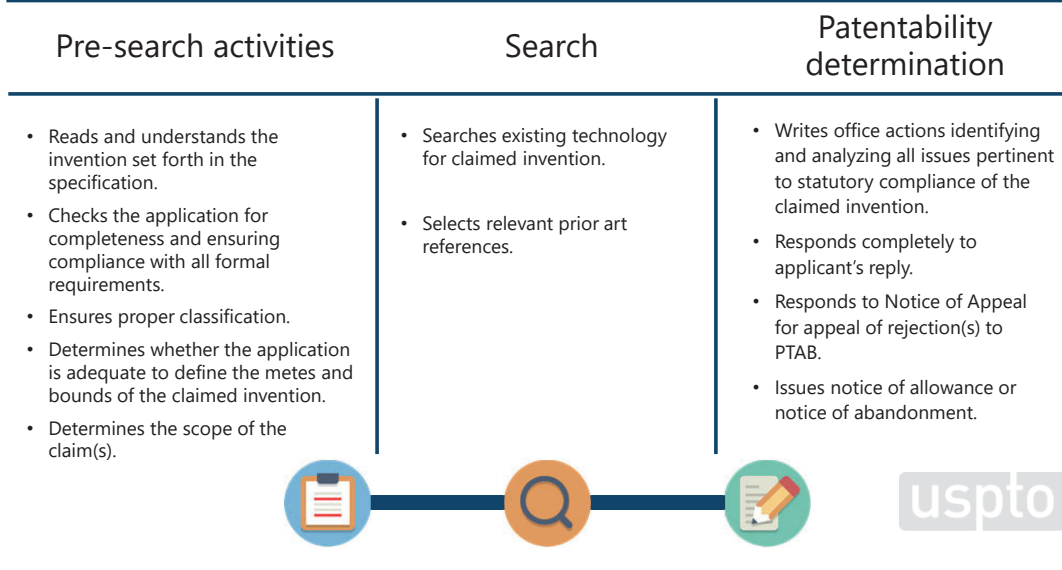 Pre-search activities
Search
Patentability
determination
• Reads and understands the
invention set forth in the
specification.
• Checks the application for
completeness and ensuring
compliance with all formal
requirements.
• Ensures proper classification.
• Determines whether the application
is adequate to define the metes and
bounds of the claimed invention.
• Determines the scope of the
claim(s).
• Searches existing technology
for claimed invention.
• Selects relevant prior art
references.
• Writes office actions identifying
and analyzing all issues pertinent
to statutory compliance of the
claimed invention.
• Responds completely to
applicant’s reply.
• Responds to Notice of Appeal
for appeal of rejection(s) to
PTAB.
• Issues notice of allowance or
notice of abandonment.
uspto